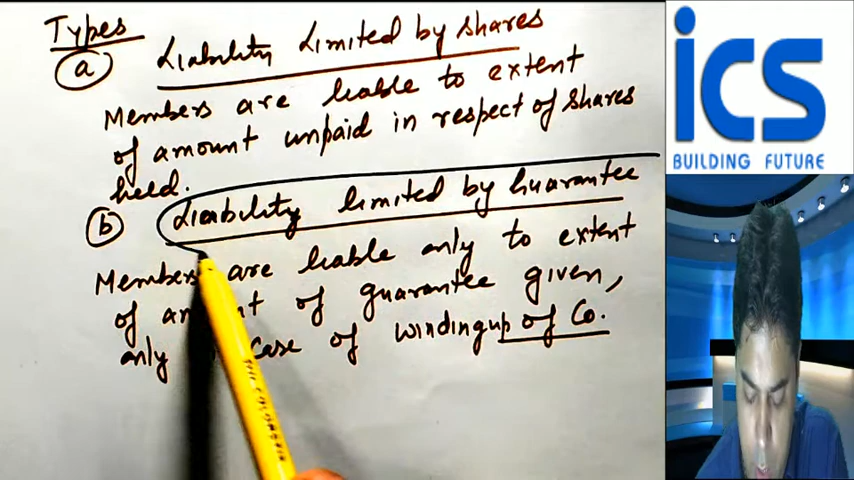 Types
(a) Liability Limited by shares
Members are liable to extent
of amount unpaid in respect of shares
held.
(b) Liability limited by Guarantee
Members are liable only to extent
of amount of guarantee given,
only case of windingup of Co.
ICS
BUILDING FUTURE